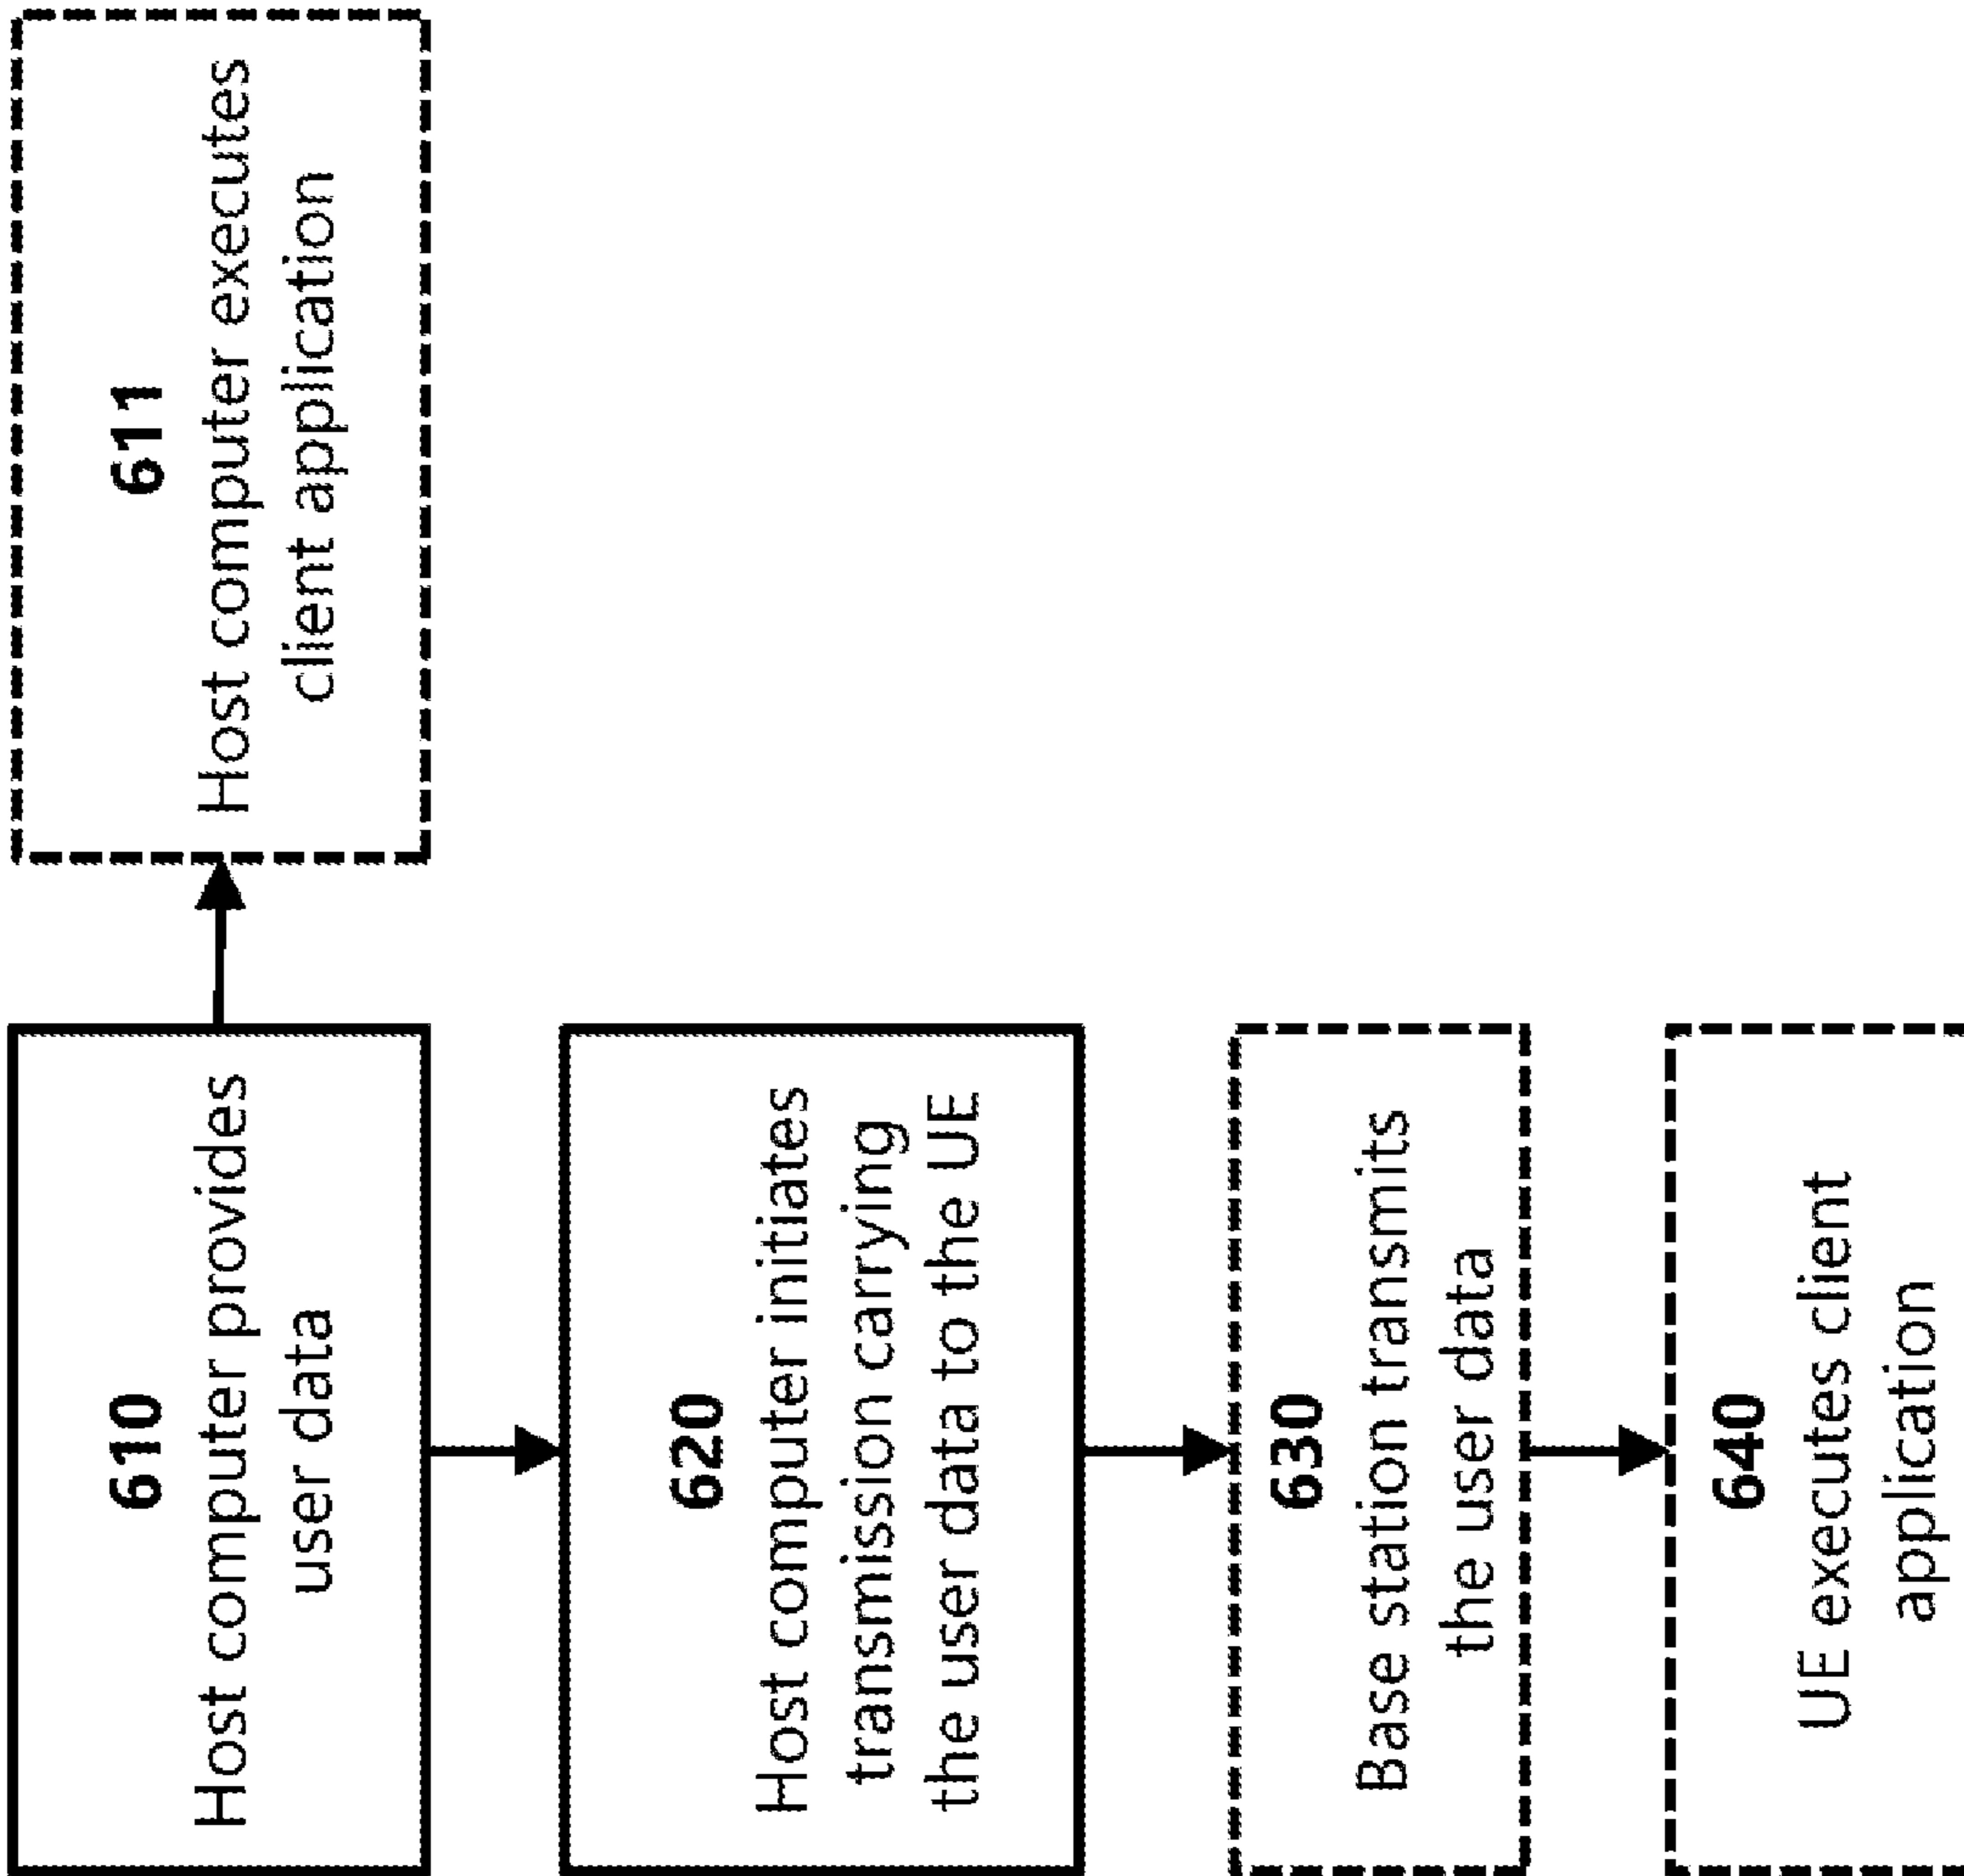 610
Host computer provides
user data
611
Host computer executes
client application
620
Host computer initiates
transmission carrying
the user data to the UE
630
Base station transmits
the user data
640
UE executes client
application